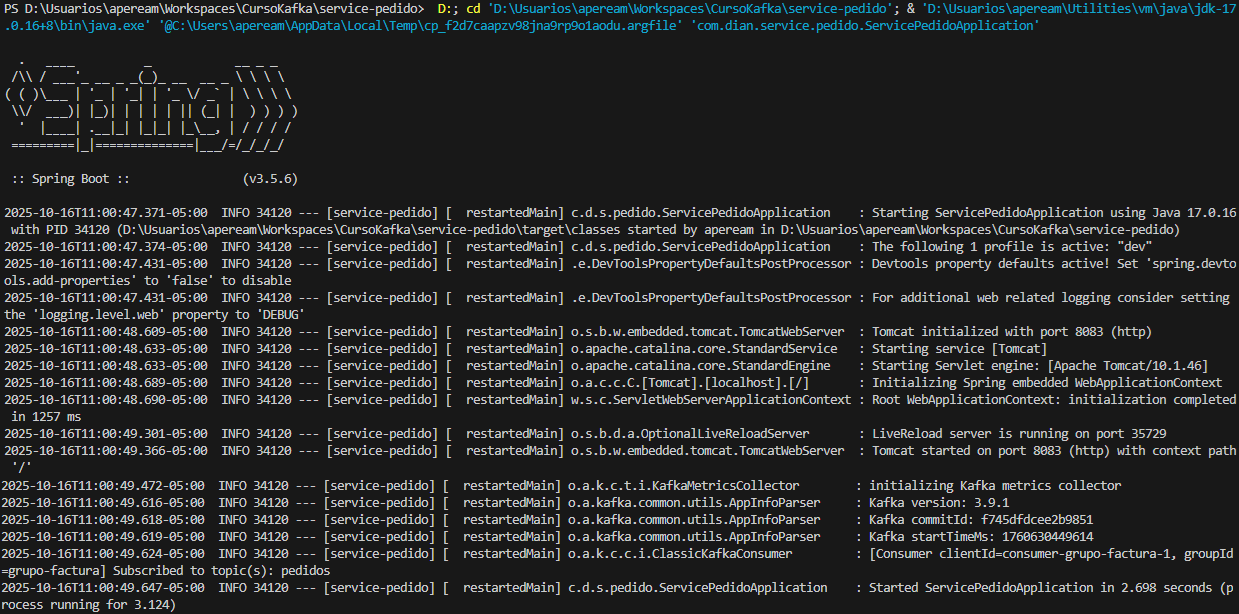 PS D:\Usuarios\apeream\Workspaces\CursoKafka\service-pedido>  D:; cd 'D:\Usuarios\apeream\Workspaces\CursoKafka\service-pedido'; & 'D:\Usuarios\apeream\Utilities\vm\java\jdk-17
.0.16+8\bin\java.exe' '@C:\Users\apeream\AppData\Local\Temp\cp_f2d7caapzv98jna9rp9o1aodu.argfile' 'com.dian.service.pedido.ServicePedidoApplication'
  .   ____          _            __ _ _
 /\\ / ___'_ __ _ _(_)_ __  __ _ \ \ \ \
( ( )\___ | '_ | '_| | '_ \/ _` | \ \ \ \
 \\/  ___)| |_)| | | | | || (_| |  ) ) ) )
  '  |____| .__|_| |_|_| |_\__, | / / / /
 =========|_|==============|___/=/_/_/_/
 :: Spring Boot ::                (v3.5.6)
2025-10-16T11:00:47.371-05:00  INFO 34120 --- [service-pedido] [  restartedMain] c.d.s.pedido.ServicePedidoApplication    : Starting ServicePedidoApplication using Java 17.0.16
 with PID 34120 (D:\Usuarios\apeream\Workspaces\CursoKafka\service-pedido\target\classes started by apeream in D:\Usuarios\apeream\Workspaces\CursoKafka\service-pedido)
2025-10-16T11:00:47.374-05:00  INFO 34120 --- [service-pedido] [  restartedMain] c.d.s.pedido.ServicePedidoApplication    : The following 1 profile is active: "dev"
2025-10-16T11:00:47.431-05:00  INFO 34120 --- [service-pedido] [  restartedMain] .e.DevToolsPropertyDefaultsPostProcessor : Devtools property defaults active! Set 'spring.devto
ols.add-properties' to 'false' to disable
2025-10-16T11:00:47.431-05:00  INFO 34120 --- [service-pedido] [  restartedMain] .e.DevToolsPropertyDefaultsPostProcessor : For additional web related logging consider setting
the 'logging.level.web' property to 'DEBUG'
2025-10-16T11:00:48.609-05:00  INFO 34120 --- [service-pedido] [  restartedMain] o.s.b.w.embedded.tomcat.TomcatWebServer  : Tomcat initialized with port 8083 (http)
2025-10-16T11:00:48.633-05:00  INFO 34120 --- [service-pedido] [  restartedMain] o.apache.catalina.core.StandardService   : Starting service [Tomcat]
2025-10-16T11:00:48.633-05:00  INFO 34120 --- [service-pedido] [  restartedMain] o.apache.catalina.core.StandardEngine    : Starting Servlet engine: [Apache Tomcat/10.1.46]
2025-10-16T11:00:48.689-05:00  INFO 34120 --- [service-pedido] [  restartedMain] o.a.c.c.C.[Tomcat].[localhost].[/]       : Initializing Spring embedded WebApplicationContext
2025-10-16T11:00:48.690-05:00  INFO 34120 --- [service-pedido] [  restartedMain] w.s.c.ServletWebServerApplicationContext : Root WebApplicationContext: initialization completed
 in 1257 ms
2025-10-16T11:00:49.301-05:00  INFO 34120 --- [service-pedido] [  restartedMain] o.s.b.d.a.OptionalLiveReloadServer       : LiveReload server is running on port 35729
2025-10-16T11:00:49.366-05:00  INFO 34120 --- [service-pedido] [  restartedMain] o.s.b.w.embedded.tomcat.TomcatWebServer  : Tomcat started on port 8083 (http) with context path
 '/'
2025-10-16T11:00:49.472-05:00  INFO 34120 --- [service-pedido] [  restartedMain] o.a.k.c.t.i.KafkaMetricsCollector        : initializing Kafka metrics collector
2025-10-16T11:00:49.616-05:00  INFO 34120 --- [service-pedido] [  restartedMain] o.a.kafka.common.utils.AppInfoParser     : Kafka version: 3.9.1
2025-10-16T11:00:49.618-05:00  INFO 34120 --- [service-pedido] [  restartedMain] o.a.kafka.common.utils.AppInfoParser     : Kafka commitId: f745dfdcee2b9851
2025-10-16T11:00:49.619-05:00  INFO 34120 --- [service-pedido] [  restartedMain] o.a.kafka.common.utils.AppInfoParser     : Kafka startTimeMs: 1760630449614
2025-10-16T11:00:49.624-05:00  INFO 34120 --- [service-pedido] [  restartedMain] o.a.k.c.c.i.ClassicKafkaConsumer         : [Consumer clientId=consumer-grupo-factura-1, groupId
=grupo-factura] Subscribed to topic(s): pedidos
2025-10-16T11:00:49.647-05:00  INFO 34120 --- [service-pedido] [  restartedMain] c.d.s.pedido.ServicePedidoApplication    : Started ServicePedidoApplication in 2.698 seconds (p
rocess running for 3.124)